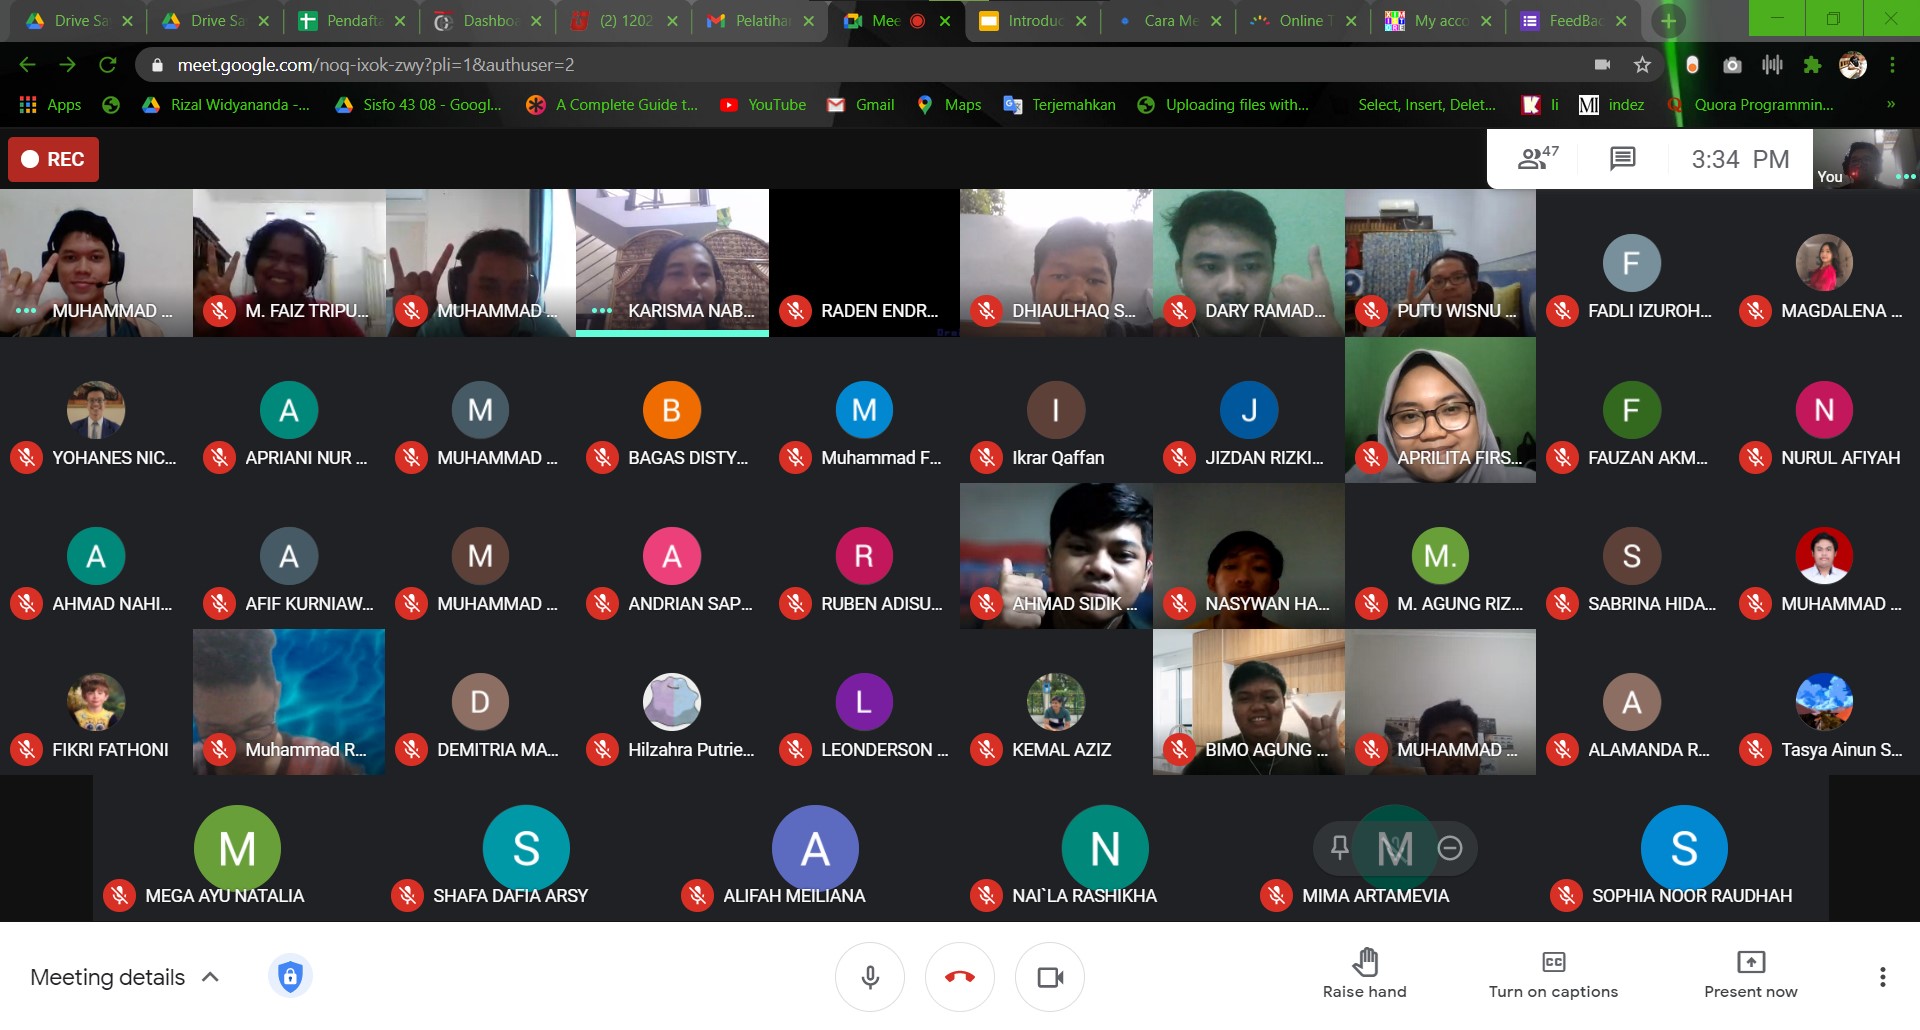 Drive Sa
Drive Sa
Pendafta
Dashboa
(2) 1202
Pelatihan
Mee
Introduc
Cara Me
Online T
My acco
FeedBac
meet.google.com/noq-ixok-zwy?pli=1&authuser=2
Apps
Rizal Widyananda -...
Sisfo 43 08 - Googl...
A Complete Guide t...
YouTube
Gmail
Maps
Terjemahkan
Uploading files with...
Select, Insert, Delet...
li
MI
indez
Quora Programmin...
»
REC
47
3:34 PM
You
MUHAMMAD ...
M. FAIZ TRIPU...
MUHAMMAD ...
KARISMA NAB...
RADEN ENDR...
DHIAULHAQ S...
DARY RAMAD...
PUTU WISNU ...
F
FADLI IZUROH...
MAGDALENA ...
YOHANES NIC...
A
APRIANI NUR ...
M
MUHAMMAD ...
B
BAGAS DISTY...
M
Muhammad F...
I
Ikrar Qaffan
J
JIZDAN RIZKI...
APRILITA FIRS...
F
FAUZAN AKM...
N
NURUL AFIYAH
A
AHMAD NAHI...
A
AFIF KURNIAW...
M
MUHAMMAD ...
A
ANDRIAN SAP...
R
RUBEN ADISU...
AHMAD SIDIK ...
NASYWAN HA...
M.
M. AGUNG RIZ...
S
SABRINA HIDA...
MUHAMMAD ...
FIKRI FATHONI
Muhammad R...
D
DEMITRIA MA...
Hilzahra Putrie...
L
LEONDERSON ...
KEMAL AZIZ
BIMO AGUNG ...
MUHAMMAD ...
A
ALAMANDA R...
Tasya Ainun S...
M
MEGA AYU NATALIA
S
SHAFA DAFIA ARSY
A
ALIFAH MEILIANA
N
NAI`LA RASHIKHA
M
MIMA ARTAMEVIA
S
SOPHIA NOOR RAUDHAH
Meeting details
Raise hand
CC
Turn on captions
Present now